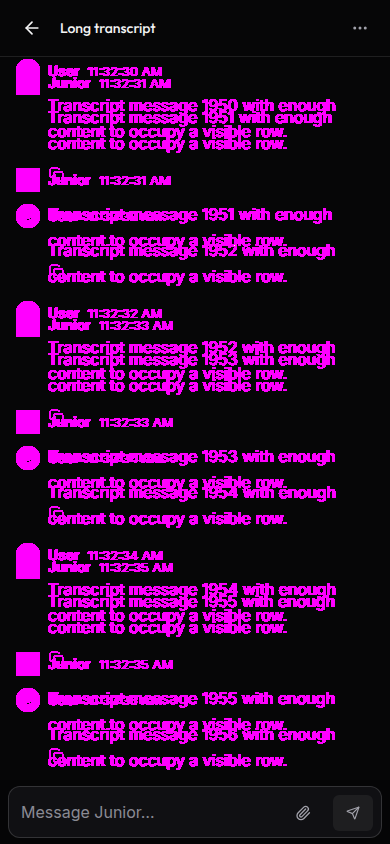 Long transcript
User 11:32:30 AM
Junior 11:32:31 AM
Transcript message 1950 with enough
Transcript message 1951 with enough
content to occupy a visible row.
content to occupy a visible row.
Junior 11:32:31 AM
Transcript message 1951 with enough
content to occupy a visible row.
Transcript message 1952 with enough
content to occupy a visible row.
User 11:32:32 AM
Junior 11:32:33 AM
Transcript message 1952 with enough
Transcript message 1953 with enough
content to occupy a visible row.
content to occupy a visible row.
Junior 11:32:33 AM
Transcript message 1953 with enough
content to occupy a visible row.
Transcript message 1954 with enough
content to occupy a visible row.
User 11:32:34 AM
Junior 11:32:35 AM
Transcript message 1954 with enough
Transcript message 1955 with enough
content to occupy a visible row.
content to occupy a visible row.
Junior 11:32:35 AM
Transcript message 1955 with enough
content to occupy a visible row.
Transcript message 1956 with enough
content to occupy a visible row.
Message Junior...